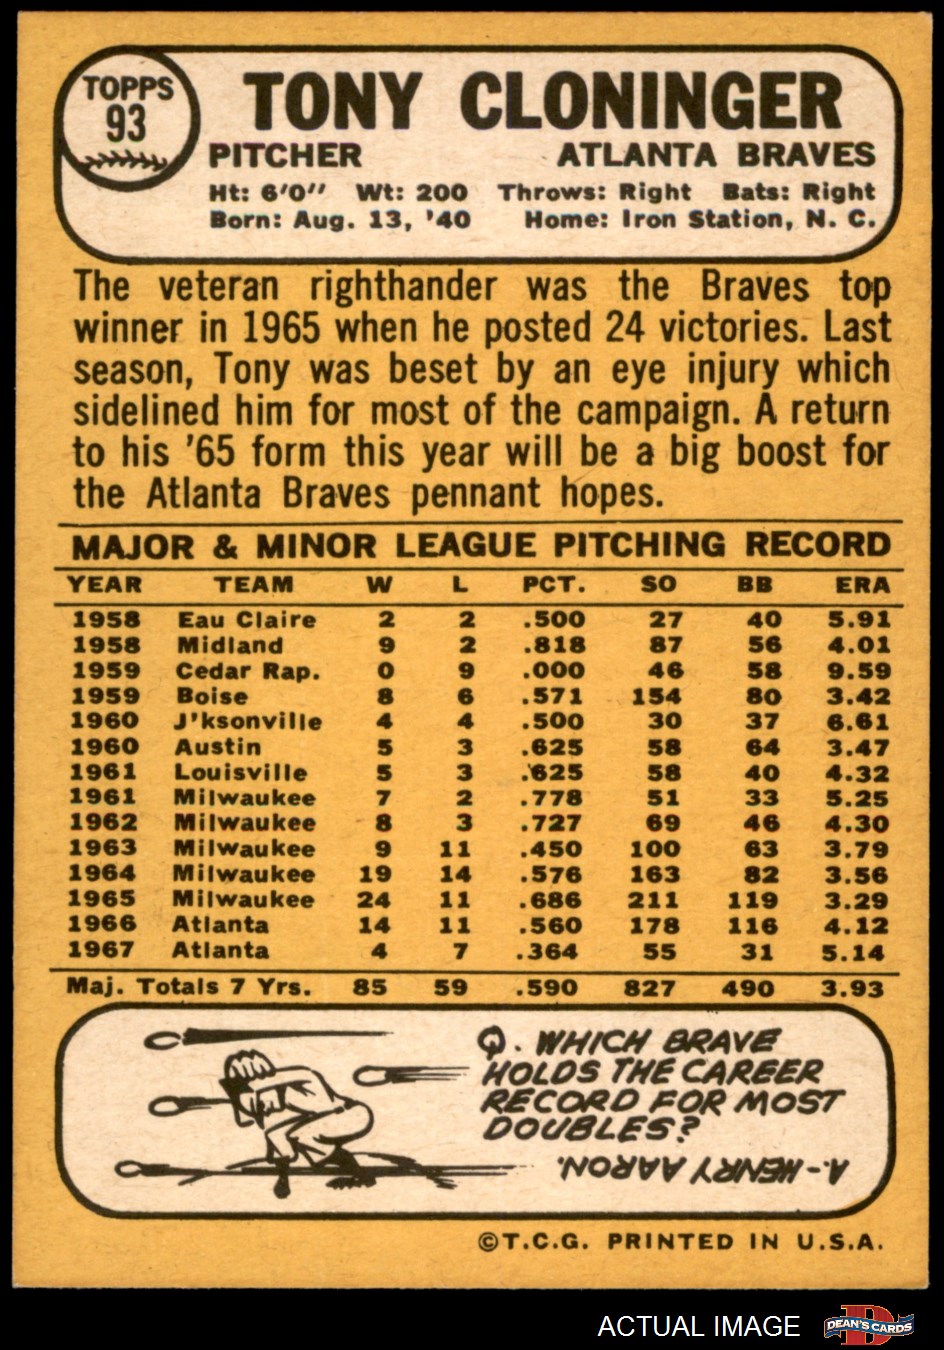 TOPPS
93
TONY CLONINGER
PITCHER ATLANTA BRAVES
Ht: 6'0" Wt: 200 Throws: Right Bats: Right
Born: Aug. 13, '40 Home: Iron Station, N. C.
The veteran righthander was the Braves top
winner in 1965 when he posted 24 victories. Last
season, Tony was beset by an eye injury which
sidelined him for most of the campaign. A return
to his '65 form this year will be a big boost for
the Atlanta Braves pennant hopes.
MAJOR & MINOR LEAGUE PITCHING RECORD
YEAR TEAM W L PCT. SO BB ERA
1958 Eau Claire 2 2 .500 27 40 5.91
1958 Midland 9 2 .818 87 56 4.01
1959 Cedar Rap. 0 9 .000 46 58 9.59
1959 Boise 8 6 .571 154 80 3.42
1960 J'ksonville 4 4 .500 30 37 6.61
1960 Austin 5 3 .625 58 64 3.47
1961 Louisville 5 3 .625 58 40 4.32
1961 Milwaukee 7 2 .778 51 33 5.25
1962 Milwaukee 8 3 .727 69 46 4.30
1963 Milwaukee 9 11 .450 100 63 3.79
1964 Milwaukee 19 14 .576 163 82 3.56
1965 Milwaukee 24 11 .686 211 119 3.29
1966 Atlanta 14 11 .560 178 116 4.12
1967 Atlanta 4 7 .364 55 31 5.14
Maj. Totals 7 Yrs. 85 59 .590 827 490 3.93
Q. WHICH BRAVE
HOLDS THE CAREER
RECORD FOR MOST
DOUBLES?
A.-HENRY AARON.
©T.C.G. PRINTED IN U.S.A.
ACTUAL IMAGE
D
DEAN'S CARDS